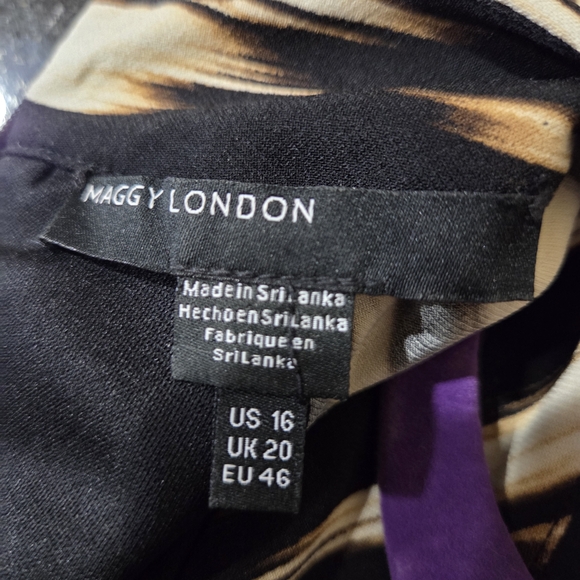 MAGGY LONDON
Made in Sri Lanka
Hecho en Sri Lanka
Fabrique en
Sri Lanka
US 16
UK 20
EU 46